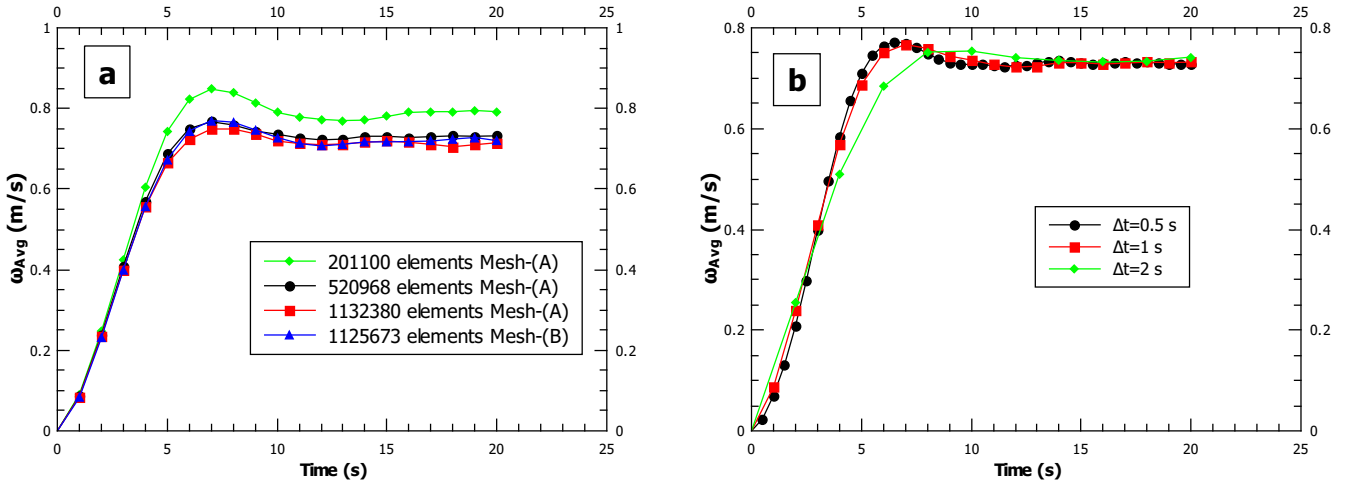 0 5 10 15 20 25
1 1
0.8 0.8
0.6 0.6
0.4 0.4
0.2 0.2
0 0
0 5 10 15 20 25
a
ωAvg (m/s)
Time (s)
201100 elements Mesh-(A)
520968 elements Mesh-(A)
1132380 elements Mesh-(A)
1125673 elements Mesh-(B)
0 5 10 15 20 25
0.8 0.8
0.6 0.6
0.4 0.4
0.2 0.2
0 0
0 5 10 15 20 25
b
ωAvg (m/s)
Time (s)
Δt=0.5 s
Δt=1 s
Δt=2 s